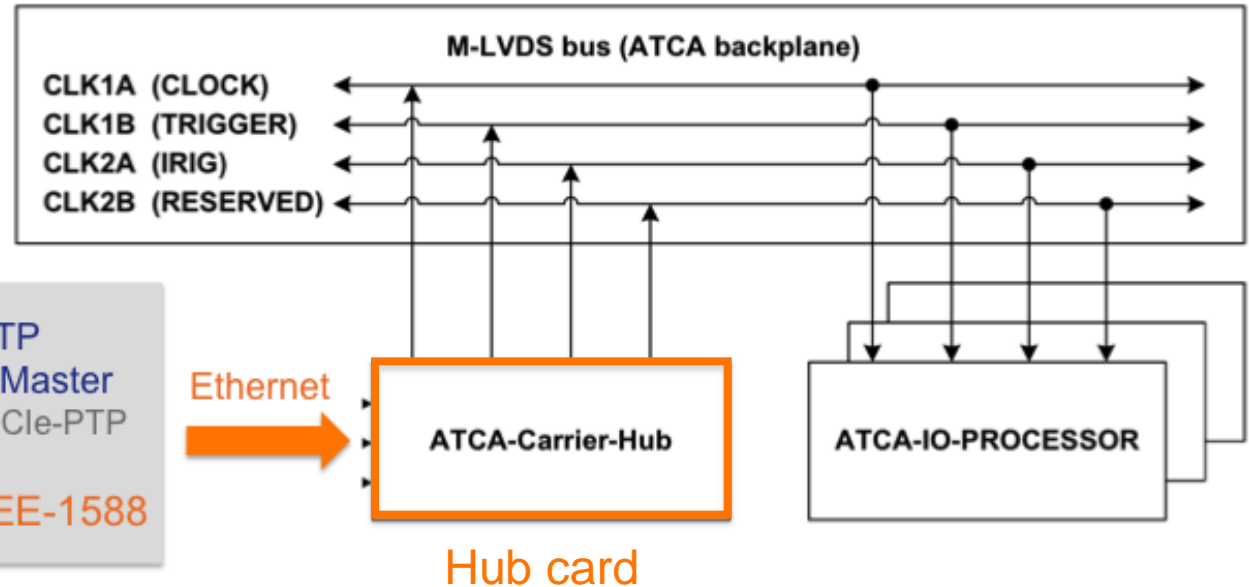 M-LVDS bus (ATCA backplane)
CLK1A (CLOCK)
CLK1B (TRIGGER)
CLK2A (IRIG)
CLK2B (RESERVED)
TP
Master
CIe-PTP
EE-1588
Ethernet
ATCA-Carrier-Hub
ATCA-IO-PROCESSOR
Hub card